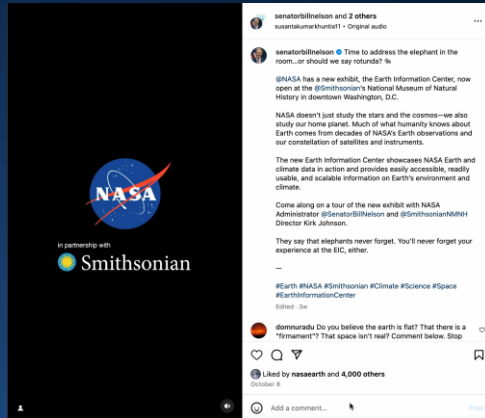 senatorbillnelson and 2 others
susantakumarkhuntia11 • Original audio
senatorbillnelson Time to address the elephant in the
room...or should we say rotunda? 🐘
@NASA has a new exhibit, the Earth Information Center, now
open at the @Smithsonian's National Museum of Natural
History in downtown Washington, D.C.
NASA doesn't just study the stars and the cosmos—we also
study our home planet. Much of what humanity knows about
Earth comes from decades of NASA's Earth observations and
our constellation of satellites and instruments.
The new Earth Information Center showcases NASA Earth and
climate data in action and provides easily accessible, readily
usable, and scalable information on Earth's environment and
climate.
Come along on a tour of the new exhibit with NASA
Administrator @SenatorBillNelson and @SmithsonianNMNH
Director Kirk Johnson.
They say that elephants never forget. You'll never forget your
experience at the EIC, either.
—
#Earth #NASA #Smithsonian #Climate #Science #Space
#EarthInformationCenter
Edited · 3w
domnuradu Do you believe the earth is flat? That there is a
"firmament"? That space isn't real? Comment below. Stop
Liked by nasaearth and 4,000 others
October 8
Add a comment...
Post
NASA
in partnership with
Smithsonian